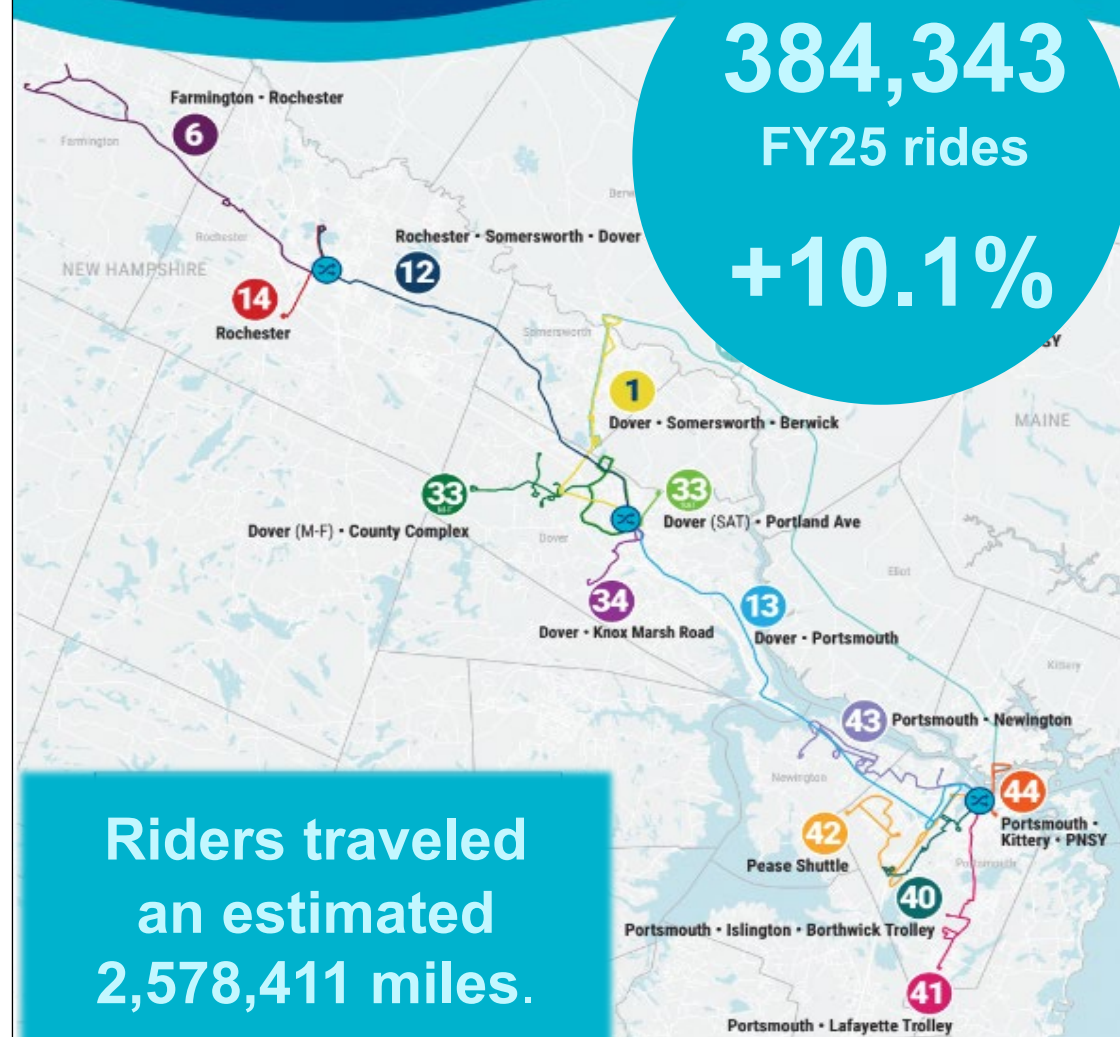 384,343
FY25 rides
+10.1%
Farmington • Rochester
6
Farmington
Rochester
NEW HAMPSHIRE
Rochester • Somersworth • Dover
12
14
Rochester
Somersworth
SY
MAINE
1
Dover • Somersworth • Berwick
33
M-F
Dover (M-F) • County Complex
33
SAT
Dover (SAT) • Portland Ave
Dover
Eliot
34
Dover • Knox Marsh Road
13
Dover • Portsmouth
Kittery
43
Portsmouth • Newington
Newington
44
Portsmouth •
Kittery • PNSY
42
Pease Shuttle
Portsmouth
40
Portsmouth • Islington • Borthwick Trolley
41
Portsmouth • Lafayette Trolley
Riders traveled
an estimated
2,578,411 miles.